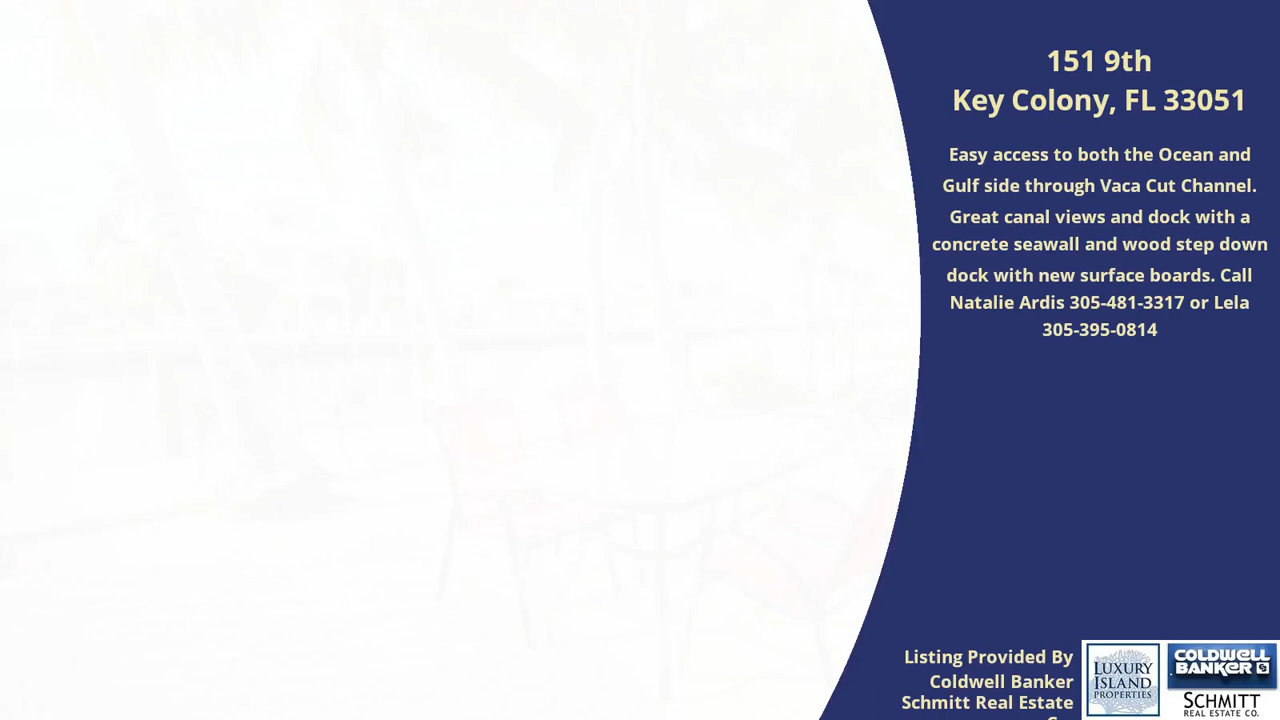 151 9th
Key Colony, FL 33051
Easy access to both the Ocean and
Gulf side through Vaca Cut Channel.
Great canal views and dock with a
concrete seawall and wood step down
dock with new surface boards. Call
Natalie Ardis 305-481-3317 or Lela
305-395-0814
Listing Provided By
Coldwell Banker
Schmitt Real Estate
LUXURY
ISLAND
PROPERTIES
COLDWELL
BANKER
SCHMITT
REAL ESTATE CO.